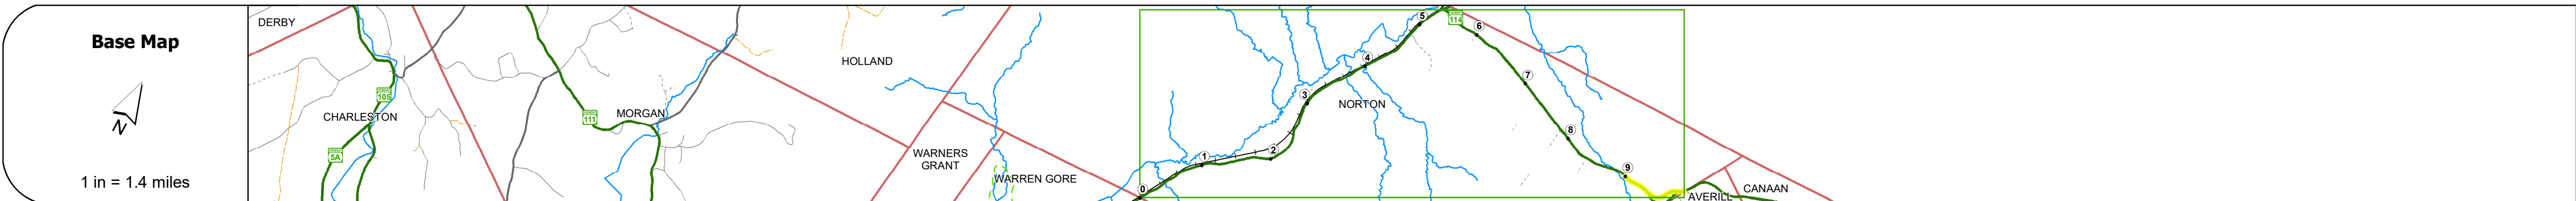 Base Map
N
1 in = 1.4 miles
DERBY
105
CHARLESTON
5A
111
MORGAN
HOLLAND
WARNERS
GRANT
WARREN GORE
0
1
2
3
4
5
114
6
7
8
9
NORTON
AVERILL
CANAAN